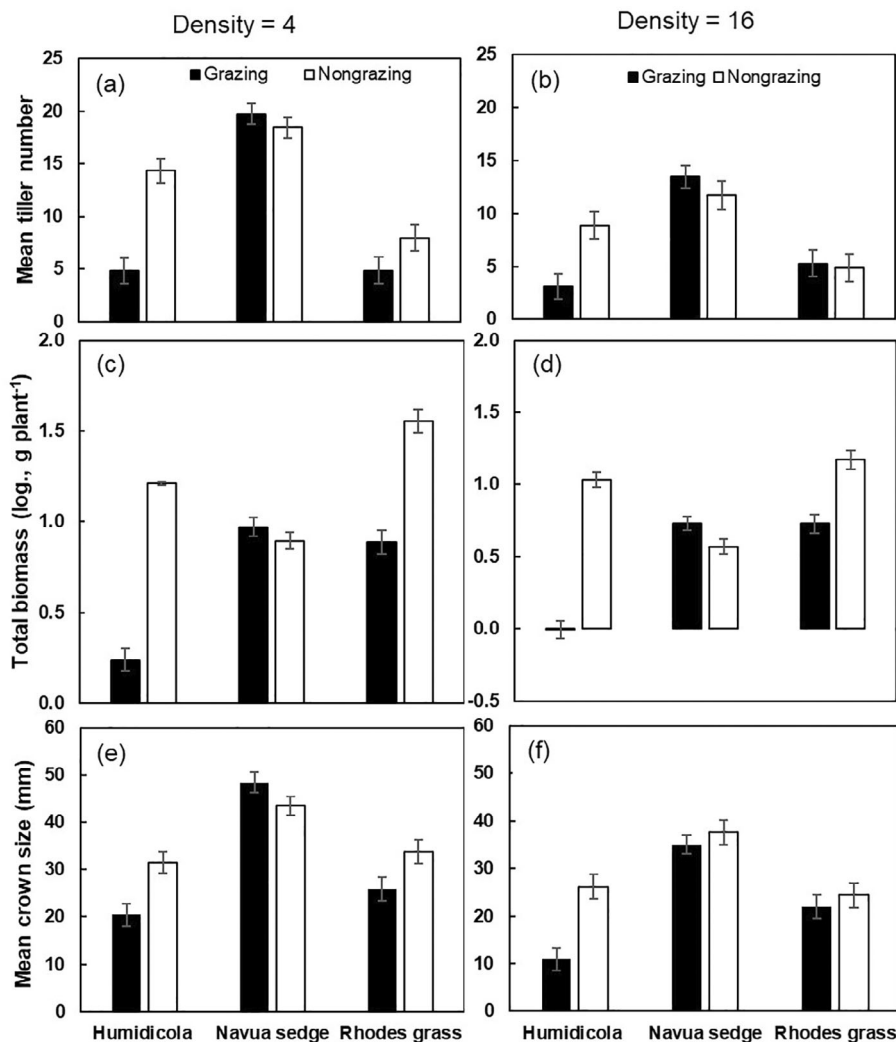 Density = 4
Density = 16
(a)
Grazing
Nongrazing
25
20
15
10
5
0
Mean tiller number
(b)
Grazing
Nongrazing
25
20
15
10
5
0
(c)
2.0
1.5
1.0
0.5
0.0
Total biomass (log., g plant⁻¹)
(d)
2.0
1.5
1.0
0.5
0.0
-0.5
(e)
60
50
40
30
20
10
0
Mean crown size (mm)
Humidicola Navua sedge Rhodes grass
(f)
60
50
40
30
20
10
0
Humidicola Navua sedge Rhodes grass